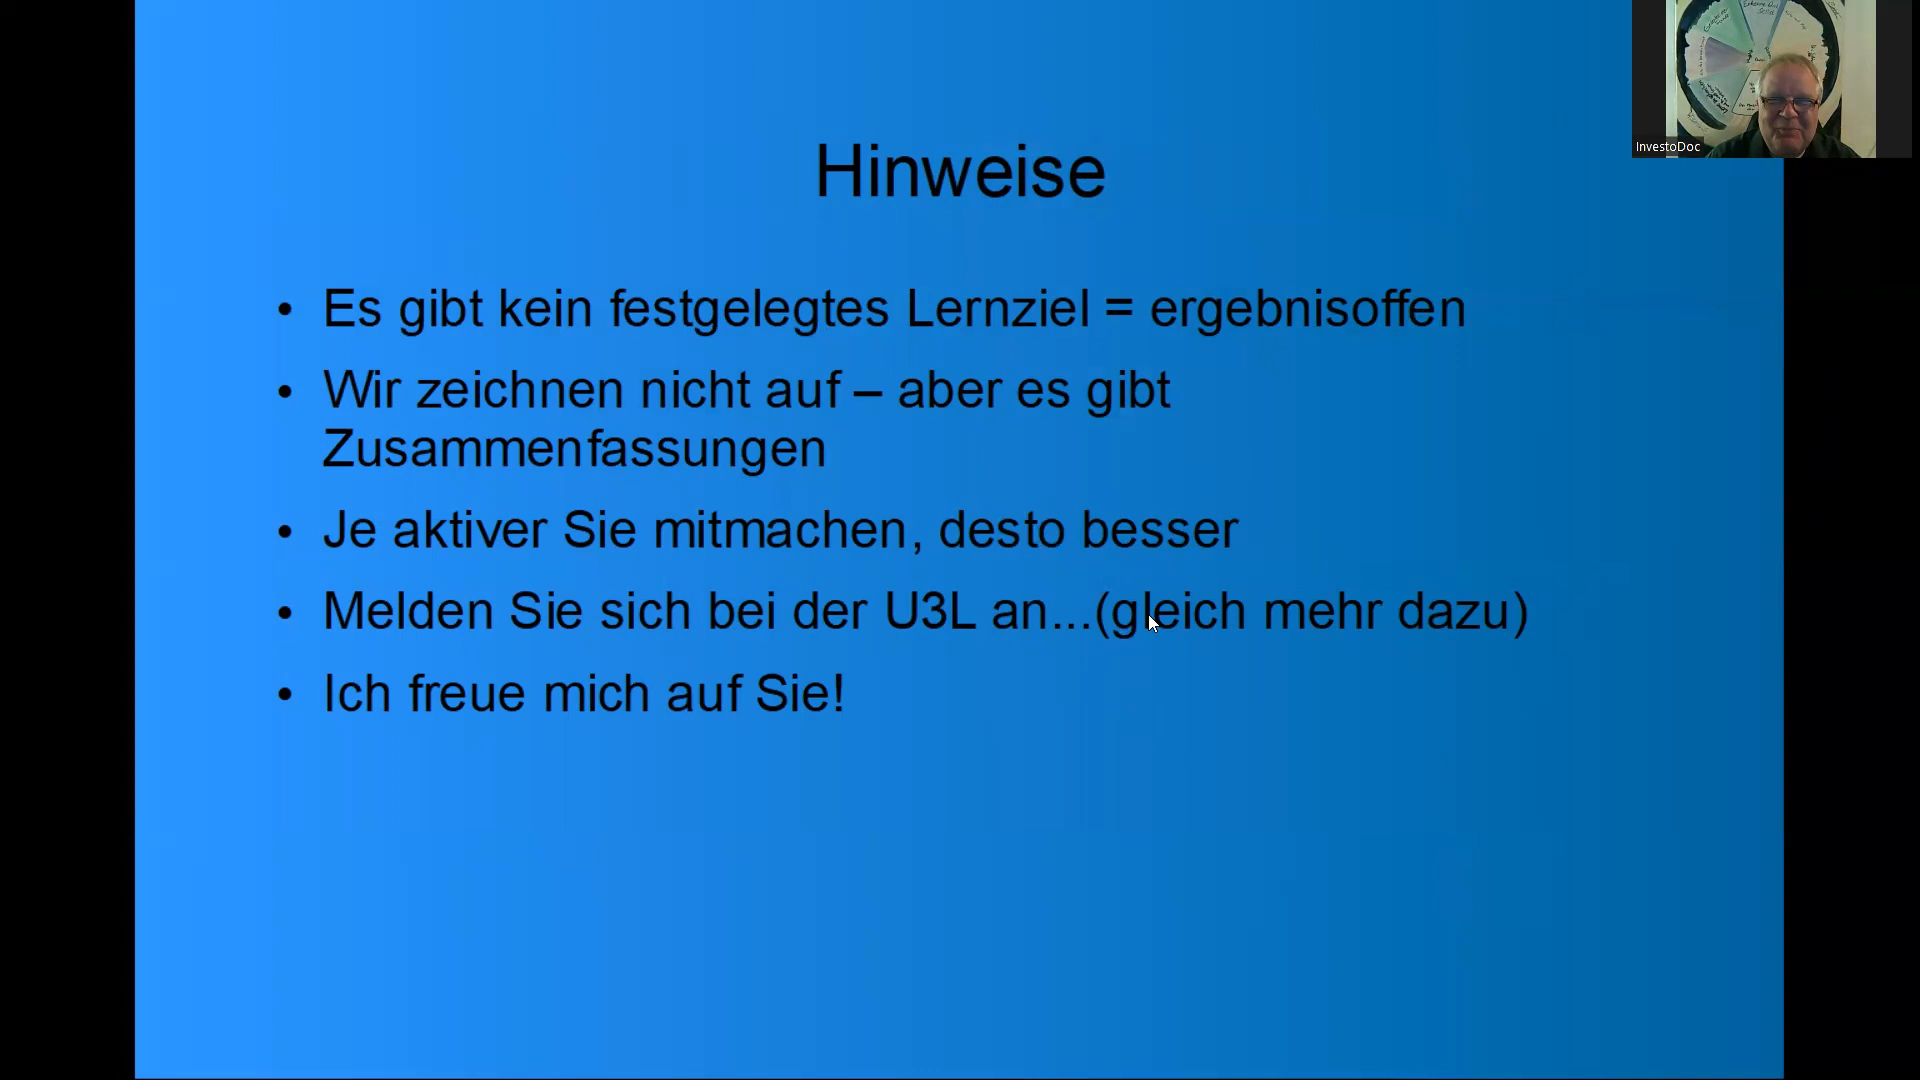 Hinweise
• Es gibt kein festgelegtes Lernziel = ergebnisoffen
• Wir zeichnen nicht auf – aber es gibt
Zusammenfassungen
• Je aktiver Sie mitmachen, desto besser
• Melden Sie sich bei der U3L an...(gleich mehr dazu)
• Ich freue mich auf Sie!
InvestoDoc